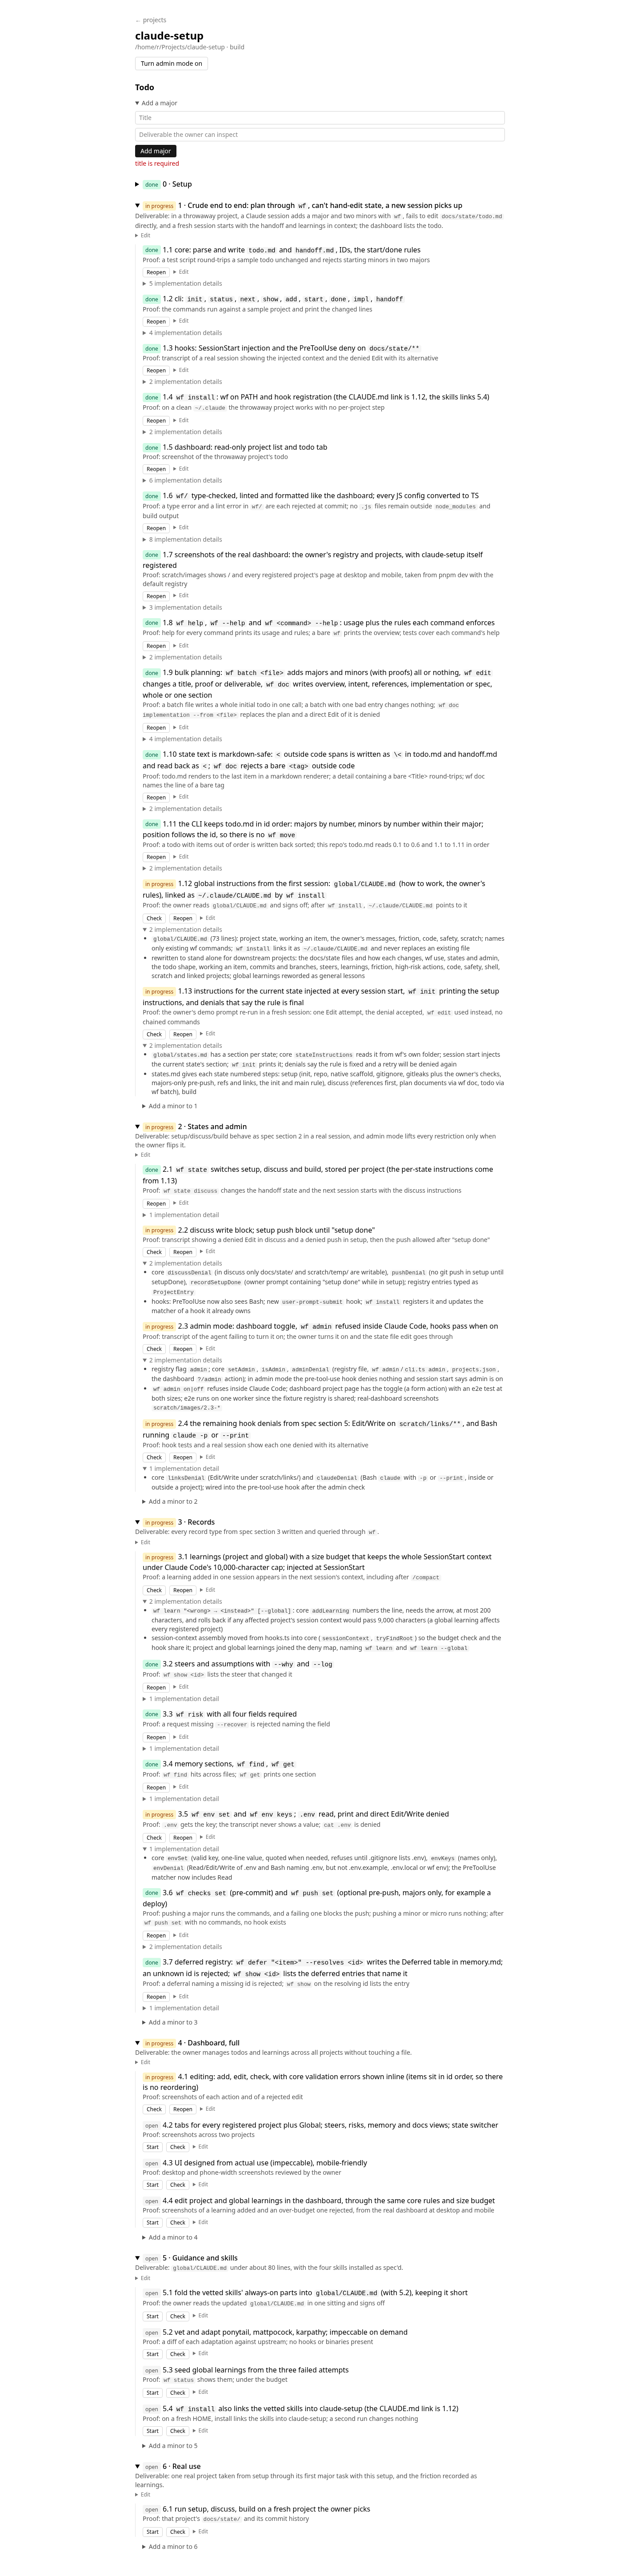 ← projects
claude-setup
/home/r/Projects/claude-setup · build
Turn admin mode on
Todo
▼ Add a major
Title
Deliverable the owner can inspect
Add major
title is required
▶ done 0 · Setup
▼ in progress 1 · Crude end to end: plan through wf, can't hand-edit state, a new session picks up
Deliverable: in a throwaway project, a Claude session adds a major and two minors with wf, fails to edit docs/state/todo.md
directly, and a fresh session starts with the handoff and learnings in context; the dashboard lists the todo.
▶ Edit
done 1.1 core: parse and write todo.md and handoff.md, IDs, the start/done rules
Proof: a test script round-trips a sample todo unchanged and rejects starting minors in two majors
Reopen ▶ Edit
▶ 5 implementation details
done 1.2 cli: init, status, next, show, add, start, done, impl, handoff
Proof: the commands run against a sample project and print the changed lines
Reopen ▶ Edit
▶ 4 implementation details
done 1.3 hooks: SessionStart injection and the PreToolUse deny on docs/state/**
Proof: transcript of a real session showing the injected context and the denied Edit with its alternative
Reopen ▶ Edit
▶ 2 implementation details
done 1.4 wf install: wf on PATH and hook registration (the CLAUDE.md link is 1.12, the skills links 5.4)
Proof: on a clean ~/.claude the throwaway project works with no per-project step
Reopen ▶ Edit
▶ 2 implementation details
done 1.5 dashboard: read-only project list and todo tab
Proof: screenshot of the throwaway project's todo
Reopen ▶ Edit
▶ 6 implementation details
done 1.6 wf/ type-checked, linted and formatted like the dashboard; every JS config converted to TS
Proof: a type error and a lint error in wf/ are each rejected at commit; no .js files remain outside node_modules and
build output
Reopen ▶ Edit
▶ 8 implementation details
done 1.7 screenshots of the real dashboard: the owner's registry and projects, with claude-setup itself
registered
Proof: scratch/images shows / and every registered project's page at desktop and mobile, taken from pnpm dev with the
default registry
Reopen ▶ Edit
▶ 3 implementation details
done 1.8 wf help, wf --help and wf <command> --help: usage plus the rules each command enforces
Proof: help for every command prints its usage and rules; a bare wf prints the overview; tests cover each command's help
Reopen ▶ Edit
▶ 2 implementation details
done 1.9 bulk planning: wf batch <file> adds majors and minors (with proofs) all or nothing, wf edit
changes a title, proof or deliverable, wf doc writes overview, intent, references, implementation or spec,
whole or one section
Proof: a batch file writes a whole initial todo in one call; a batch with one bad entry changes nothing; wf doc
implementation --from <file> replaces the plan and a direct Edit of it is denied
Reopen ▶ Edit
▶ 4 implementation details
done 1.10 state text is markdown-safe: < outside code spans is written as \< in todo.md and handoff.md
and read back as <; wf doc rejects a bare <tag> outside code
Proof: todo.md renders to the last item in a markdown renderer; a detail containing a bare <Title> round-trips; wf doc
names the line of a bare tag
Reopen ▶ Edit
▶ 2 implementation details
done 1.11 the CLI keeps todo.md in id order: majors by number, minors by number within their major;
position follows the id, so there is no wf move
Proof: a todo with items out of order is written back sorted; this repo's todo.md reads 0.1 to 0.6 and 1.1 to 1.11 in order
Reopen ▶ Edit
▶ 2 implementation details
in progress 1.12 global instructions from the first session: global/CLAUDE.md (how to work, the owner's
rules), linked as ~/.claude/CLAUDE.md by wf install
Proof: the owner reads global/CLAUDE.md and signs off; after wf install, ~/.claude/CLAUDE.md points to it
Check Reopen ▶ Edit
▼ 2 implementation details
• global/CLAUDE.md (73 lines): project state, working an item, the owner's messages, friction, code, safety, scratch; names
only existing wf commands; wf install links it as ~/.claude/CLAUDE.md and never replaces an existing file
• rewritten to stand alone for downstream projects: the docs/state files and how each changes, wf use, states and admin,
the todo shape, working an item, commits and branches, steers, learnings, friction, high-risk actions, code, safety, shell,
scratch and linked projects; global learnings reworded as general lessons
in progress 1.13 instructions for the current state injected at every session start, wf init printing the setup
instructions, and denials that say the rule is final
Proof: the owner's demo prompt re-run in a fresh session: one Edit attempt, the denial accepted, wf edit used instead, no
chained commands
Check Reopen ▶ Edit
▼ 2 implementation details
• global/states.md has a section per state; core stateInstructions reads it from wf's own folder; session start injects
the current state's section; wf init prints it; denials say the rule is fixed and a retry will be denied again
• states.md gives each state numbered steps: setup (init, repo, native scaffold, gitignore, gitleaks plus the owner's checks,
majors-only pre-push, refs and links, the init and main rule), discuss (references first, plan documents via wf doc, todo via
wf batch), build
▶ Add a minor to 1
▼ in progress 2 · States and admin
Deliverable: setup/discuss/build behave as spec section 2 in a real session, and admin mode lifts every restriction only when
the owner flips it.
▶ Edit
done 2.1 wf state switches setup, discuss and build, stored per project (the per-state instructions come
from 1.13)
Proof: wf state discuss changes the handoff state and the next session starts with the discuss instructions
Reopen ▶ Edit
▶ 1 implementation detail
in progress 2.2 discuss write block; setup push block until "setup done"
Proof: transcript showing a denied Edit in discuss and a denied push in setup, then the push allowed after "setup done"
Check Reopen ▶ Edit
▼ 2 implementation details
• core discussDenial (in discuss only docs/state/ and scratch/temp/ are writable), pushDenial (no git push in setup until
setupDone), recordSetupDone (owner prompt containing "setup done" while in setup); registry entries typed as
ProjectEntry
• hooks: PreToolUse now also sees Bash; new user-prompt-submit hook; wf install registers it and updates the
matcher of a hook it already owns
in progress 2.3 admin mode: dashboard toggle, wf admin refused inside Claude Code, hooks pass when on
Proof: transcript of the agent failing to turn it on; the owner turns it on and the state file edit goes through
Check Reopen ▶ Edit
▼ 2 implementation details
• registry flag admin; core setAdmin, isAdmin, adminDenial (registry file, wf admin/cli.ts admin, projects.json,
the dashboard ?/admin action); in admin mode the pre-tool-use hook denies nothing and session start says admin is on
• wf admin on|off refuses inside Claude Code; dashboard project page has the toggle (a form action) with an e2e test at
both sizes; e2e runs on one worker since the fixture registry is shared; real-dashboard screenshots
scratch/images/2.3-*
in progress 2.4 the remaining hook denials from spec section 5: Edit/Write on scratch/links/**, and Bash
running claude -p or --print
Proof: hook tests and a real session show each one denied with its alternative
Check Reopen ▶ Edit
▼ 1 implementation detail
• core linksDenial (Edit/Write under scratch/links/) and claudeDenial (Bash claude with -p or --print, inside or
outside a project); wired into the pre-tool-use hook after the admin check
▶ Add a minor to 2
▼ in progress 3 · Records
Deliverable: every record type from spec section 3 written and queried through wf.
▶ Edit
in progress 3.1 learnings (project and global) with a size budget that keeps the whole SessionStart context
under Claude Code's 10,000-character cap; injected at SessionStart
Proof: a learning added in one session appears in the next session's context, including after /compact
Check Reopen ▶ Edit
▼ 2 implementation details
• wf learn "<wrong> → <instead>" [--global]: core addLearning numbers the line, needs the arrow, at most 200
characters, and rolls back if any affected project's session context would pass 9,000 characters (a global learning affects
every registered project)
• session-context assembly moved from hooks.ts into core (sessionContext, tryFindRoot) so the budget check and the
hook share it; project and global learnings joined the deny map, naming wf learn and wf learn --global
done 3.2 steers and assumptions with --why and --log
Proof: wf show <id> lists the steer that changed it
Reopen ▶ Edit
▶ 1 implementation detail
done 3.3 wf risk with all four fields required
Proof: a request missing --recover is rejected naming the field
Reopen ▶ Edit
▶ 1 implementation detail
done 3.4 memory sections, wf find, wf get
Proof: wf find hits across files; wf get prints one section
Reopen ▶ Edit
▶ 1 implementation detail
in progress 3.5 wf env set and wf env keys; .env read, print and direct Edit/Write denied
Proof: .env gets the key; the transcript never shows a value; cat .env is denied
Check Reopen ▶ Edit
▼ 1 implementation detail
• core envSet (valid key, one-line value, quoted when needed, refuses until .gitignore lists .env), envKeys (names only),
envDenial (Read/Edit/Write of .env and Bash naming .env, but not .env.example, .env.local or wf env); the PreToolUse
matcher now includes Read
done 3.6 wf checks set (pre-commit) and wf push set (optional pre-push, majors only, for example a
deploy)
Proof: pushing a major runs the commands, and a failing one blocks the push; pushing a minor or micro runs nothing; after
wf push set with no commands, no hook exists
Reopen ▶ Edit
▶ 2 implementation details
done 3.7 deferred registry: wf defer "<item>" --resolves <id> writes the Deferred table in memory.md;
an unknown id is rejected; wf show <id> lists the deferred entries that name it
Proof: a deferral naming a missing id is rejected; wf show on the resolving id lists the entry
Reopen ▶ Edit
▶ 1 implementation detail
▶ Add a minor to 3
▼ in progress 4 · Dashboard, full
Deliverable: the owner manages todos and learnings across all projects without touching a file.
▶ Edit
in progress 4.1 editing: add, edit, check, with core validation errors shown inline (items sit in id order, so there
is no reordering)
Proof: screenshots of each action and of a rejected edit
Check Reopen ▶ Edit
open 4.2 tabs for every registered project plus Global; steers, risks, memory and docs views; state switcher
Proof: screenshots across two projects
Start Check ▶ Edit
open 4.3 UI designed from actual use (impeccable), mobile-friendly
Proof: desktop and phone-width screenshots reviewed by the owner
Start Check ▶ Edit
open 4.4 edit project and global learnings in the dashboard, through the same core rules and size budget
Proof: screenshots of a learning added and an over-budget one rejected, from the real dashboard at desktop and mobile
Start Check ▶ Edit
▶ Add a minor to 4
▼ open 5 · Guidance and skills
Deliverable: global/CLAUDE.md under about 80 lines, with the four skills installed as spec'd.
▶ Edit
open 5.1 fold the vetted skills' always-on parts into global/CLAUDE.md (with 5.2), keeping it short
Proof: the owner reads the updated global/CLAUDE.md in one sitting and signs off
Start Check ▶ Edit
open 5.2 vet and adapt ponytail, mattpocock, karpathy; impeccable on demand
Proof: a diff of each adaptation against upstream; no hooks or binaries present
Start Check ▶ Edit
open 5.3 seed global learnings from the three failed attempts
Proof: wf status shows them; under the budget
Start Check ▶ Edit
open 5.4 wf install also links the vetted skills into claude-setup (the CLAUDE.md link is 1.12)
Proof: on a fresh HOME, install links the skills into claude-setup; a second run changes nothing
Start Check ▶ Edit
▶ Add a minor to 5
▼ open 6 · Real use
Deliverable: one real project taken from setup through its first major task with this setup, and the friction recorded as
learnings.
▶ Edit
open 6.1 run setup, discuss, build on a fresh project the owner picks
Proof: that project's docs/state/ and its commit history
Start Check ▶ Edit
▶ Add a minor to 6